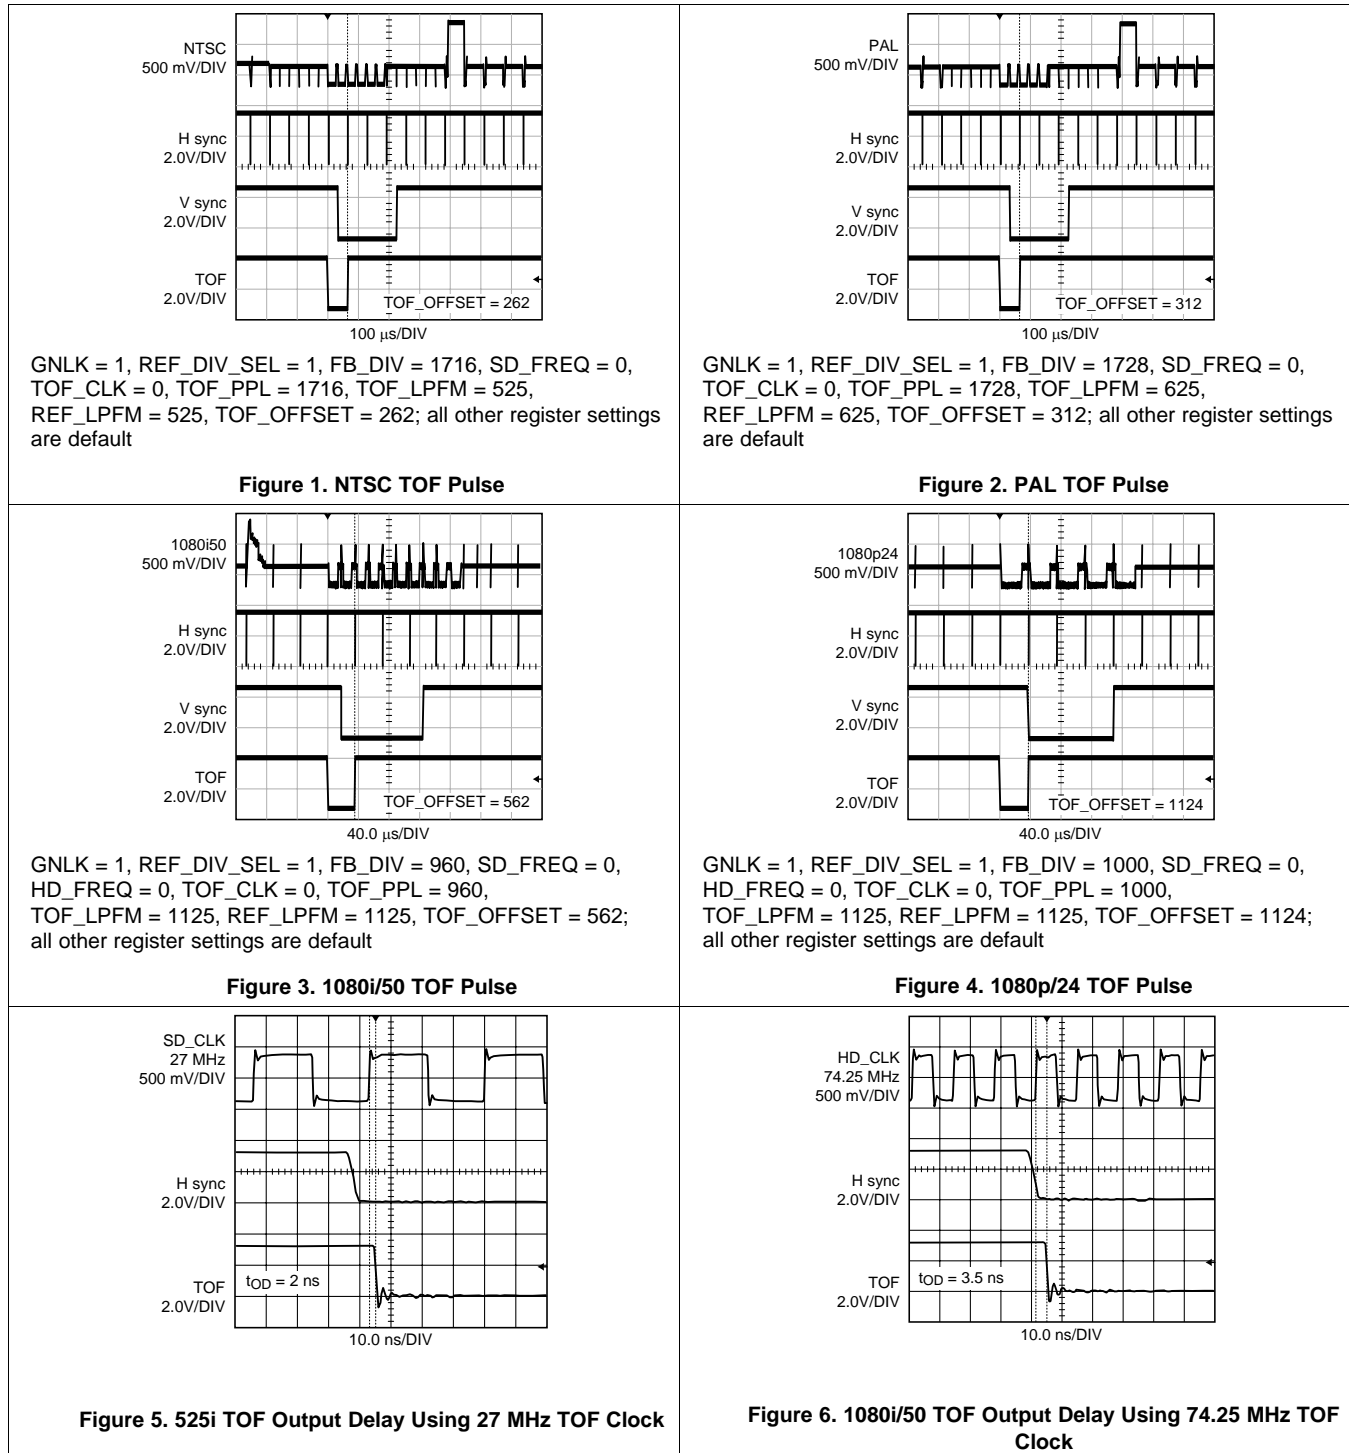 NTSC
500 mV/DIV
H sync
2.0V/DIV
V sync
2.0V/DIV
TOF
2.0V/DIV
TOF_OFFSET = 262
100 μs/DIV
GNLK = 1, REF_DIV_SEL = 1, FB_DIV = 1716, SD_FREQ = 0,
TOF_CLK = 0, TOF_PPL = 1716, TOF_LPFM = 525,
REF_LPFM = 525, TOF_OFFSET = 262; all other register settings
are default
Figure 1. NTSC TOF Pulse
PAL
500 mV/DIV
H sync
2.0V/DIV
V sync
2.0V/DIV
TOF
2.0V/DIV
TOF_OFFSET = 312
100 μs/DIV
GNLK = 1, REF_DIV_SEL = 1, FB_DIV = 1728, SD_FREQ = 0,
TOF_CLK = 0, TOF_PPL = 1728, TOF_LPFM = 625,
REF_LPFM = 625, TOF_OFFSET = 312; all other register settings
are default
Figure 2. PAL TOF Pulse
1080i50
500 mV/DIV
H sync
2.0V/DIV
V sync
2.0V/DIV
TOF
2.0V/DIV
TOF_OFFSET = 562
40.0 μs/DIV
GNLK = 1, REF_DIV_SEL = 1, FB_DIV = 960, SD_FREQ = 0,
HD_FREQ = 0, TOF_CLK = 0, TOF_PPL = 960,
TOF_LPFM = 1125, REF_LPFM = 1125, TOF_OFFSET = 562;
all other register settings are default
Figure 3. 1080i/50 TOF Pulse
1080p24
500 mV/DIV
H sync
2.0V/DIV
V sync
2.0V/DIV
TOF
2.0V/DIV
TOF_OFFSET = 1124
40.0 μs/DIV
GNLK = 1, REF_DIV_SEL = 1, FB_DIV = 1000, SD_FREQ = 0,
HD_FREQ = 0, TOF_CLK = 0, TOF_PPL = 1000,
TOF_LPFM = 1125, REF_LPFM = 1125, TOF_OFFSET = 1124;
all other register settings are default
Figure 4. 1080p/24 TOF Pulse
SD_CLK
27 MHz
500 mV/DIV
H sync
2.0V/DIV
tOD = 2 ns
TOF
2.0V/DIV
10.0 ns/DIV
Figure 5. 525i TOF Output Delay Using 27 MHz TOF Clock
HD_CLK
74.25 MHz
500 mV/DIV
H sync
2.0V/DIV
tOD = 3.5 ns
TOF
2.0V/DIV
10.0 ns/DIV
Figure 6. 1080i/50 TOF Output Delay Using 74.25 MHz TOF
Clock